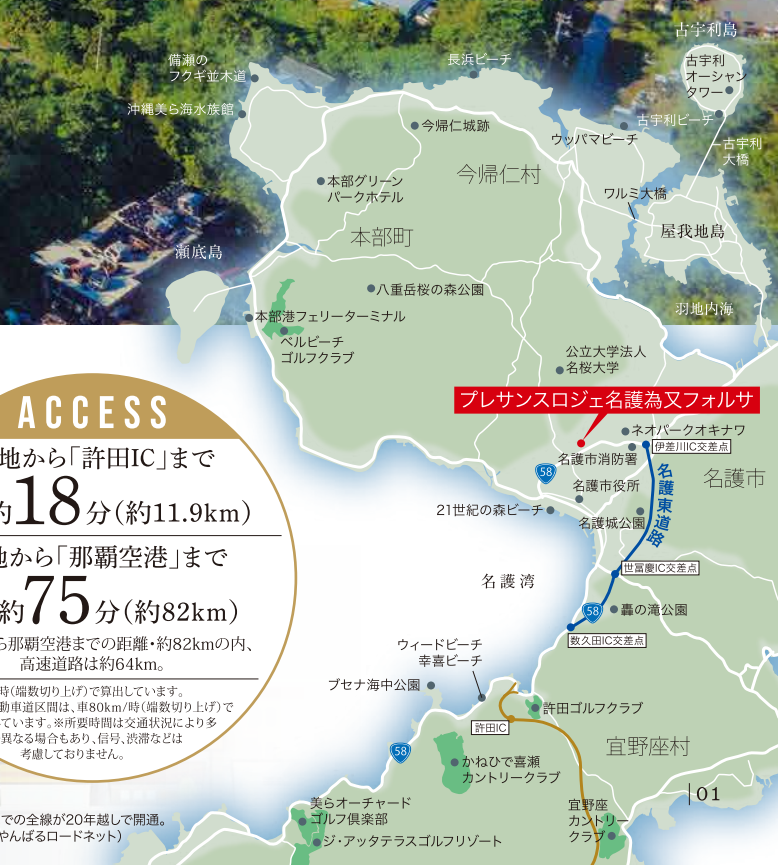 古宇利島
備瀬の
フクギ並木道
長浜ビーチ
古宇利
オーシャン
タワー
沖縄美ら海水族館
今帰仁城跡
古宇利ビーチ
ウッパマビーチ
古宇利
大橋
本部グリーン
パークホテル
今帰仁村
ワルミ大橋
本部町
屋我地島
瀬底島
八重岳桜の森公園
羽地内海
本部港フェリーターミナル
ベルビーチ
ゴルフクラブ
公立大学法人
名桜大学
プレサンスロジェ名護為又フォルサ
ネオパークオキナワ
伊差川IC交差点
名護市消防署
58
名護市
名護市役所
21世紀の森ビーチ
名護城公園
名護東道路
名護湾
世冨慶IC交差点
58
轟の滝公園
数久田IC交差点
ウィードビーチ
幸喜ビーチ
ブセナ海中公園
許田ゴルフクラブ
許田IC
宜野座村
58
かねひで喜瀬
カントリークラブ
01
美らオーチャード
ゴルフ倶楽部
宜野座
カントリー
クラブ
ジ・アッタテラスゴルフリゾート
ACCESS
地から「許田IC」まで
約18分(約11.9km)
地から「那覇空港」まで
約75分(約82km)
ら那覇空港までの距離・約82kmの内、
高速道路は約64km。
時(端数切り上げ)で算出しています。
動車道区間は、車80km/時(端数切り上げ)で
ています。※所要時間は交通状況により多
異なる場合もあり、信号、渋滞などは
考慮しておりません。
での全線が20年越しで開通。
やんばるロードネット)